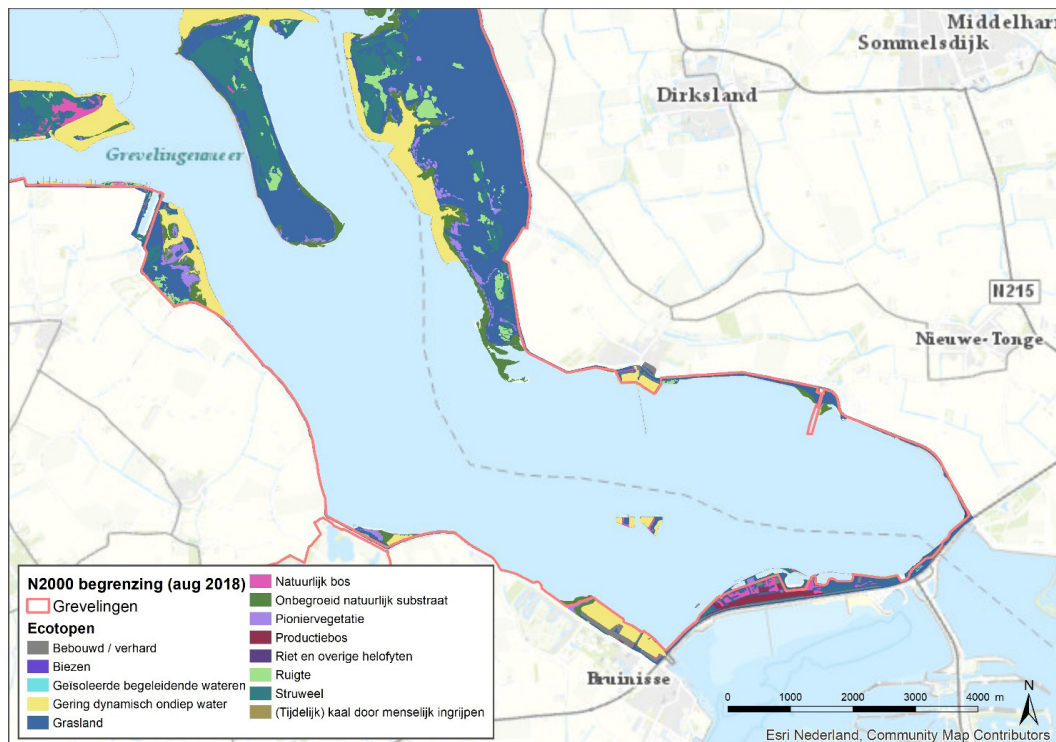 Middelhar
Sommelsdijk
Dirksland
Grevelingenmeer
N215
Nieuwe-Tonge
Bruinisse
N2000 begrenzing (aug 2018)
Grevelingen
Ecotopen
Bebouwd / verhard
Biezen
Geïsoleerde begeleidende wateren
Gering dynamisch ondiep water
Grasland
Natuurlijk bos
Onbegroeid natuurlijk substraat
Pioniervegetatie
Productiebos
Riet en overige helofyten
Ruigte
Struweel
(Tijdelijk) kaal door menselijk ingrijpen
0 1000 2000 3000 4000 m
N
Esri Nederland, Community Map Contributors